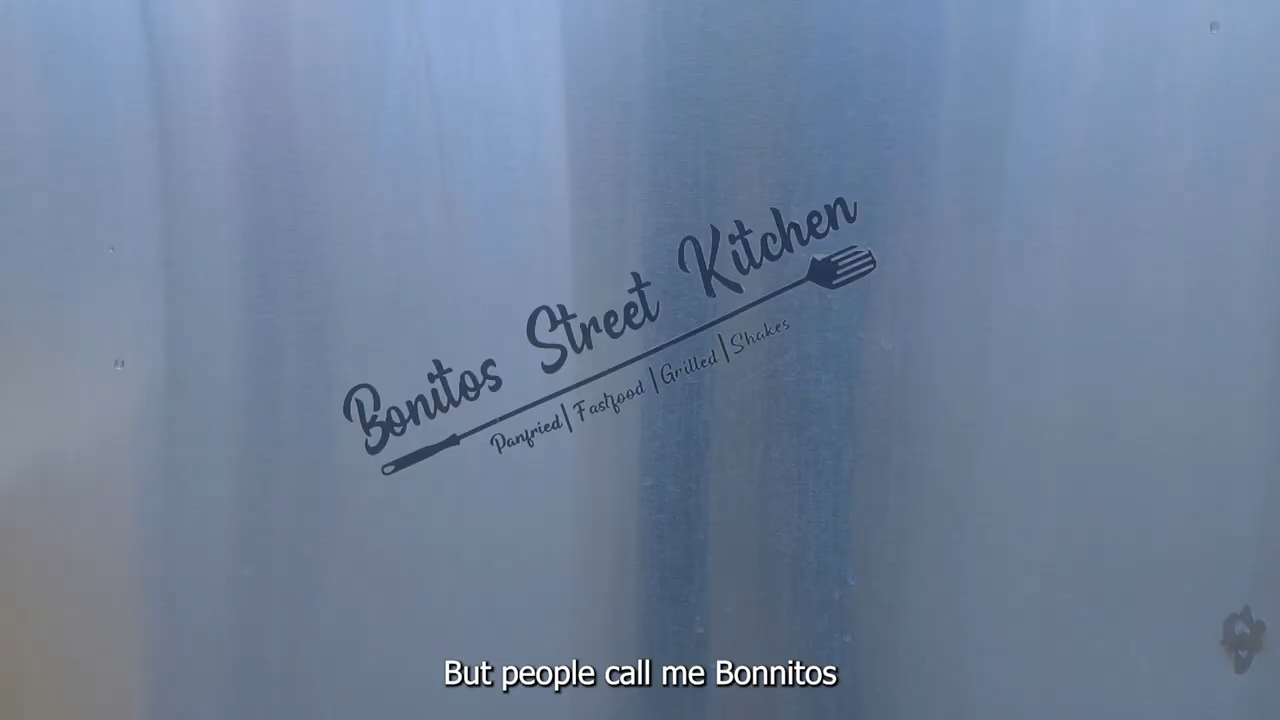 Bonitos Street Kitchen
Panfried | Fastfood | Grilled | Shakes
But people call me Bonnitos